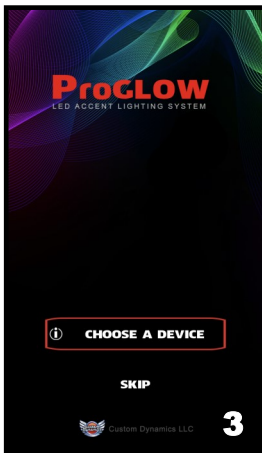 ProGLOW
LED ACCENT LIGHTING SYSTEM
CHOOSE A DEVICE
SKIP
Custom Dynamics LLC
3